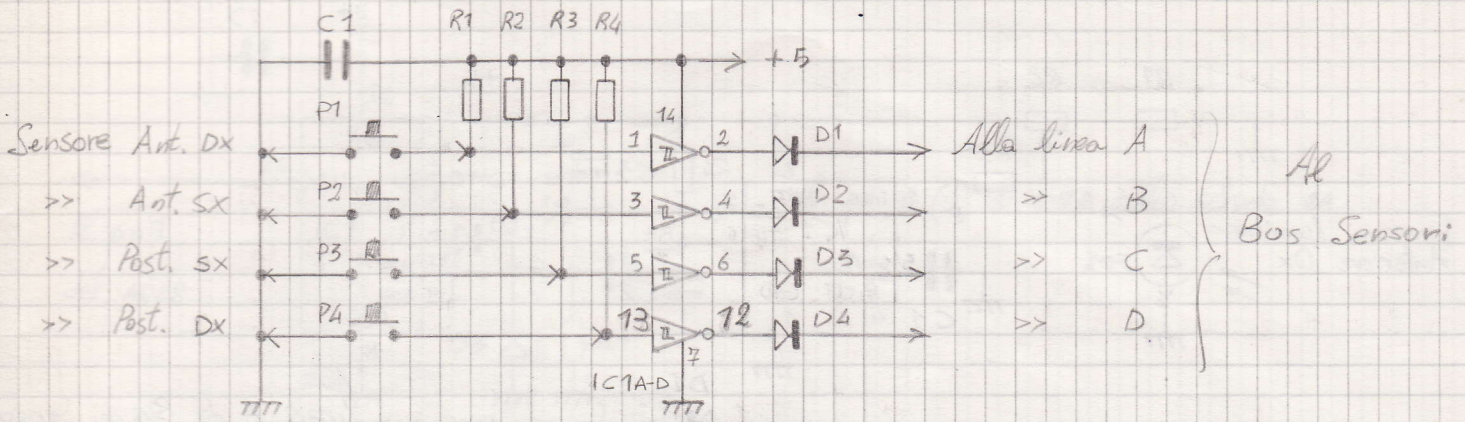 C1 R1 R2 R3 R4
+5
P1 14
Sensore Ant. DX 1 2 D1 Alla linea A
>> Ant. SX P2 3 4 D2 >> B
Al
Bus Sensori
>> Post. SX P3 5 6 D3 >> C
>> Post. DX P4 13 12 D4 >> D
7
IC1A-D